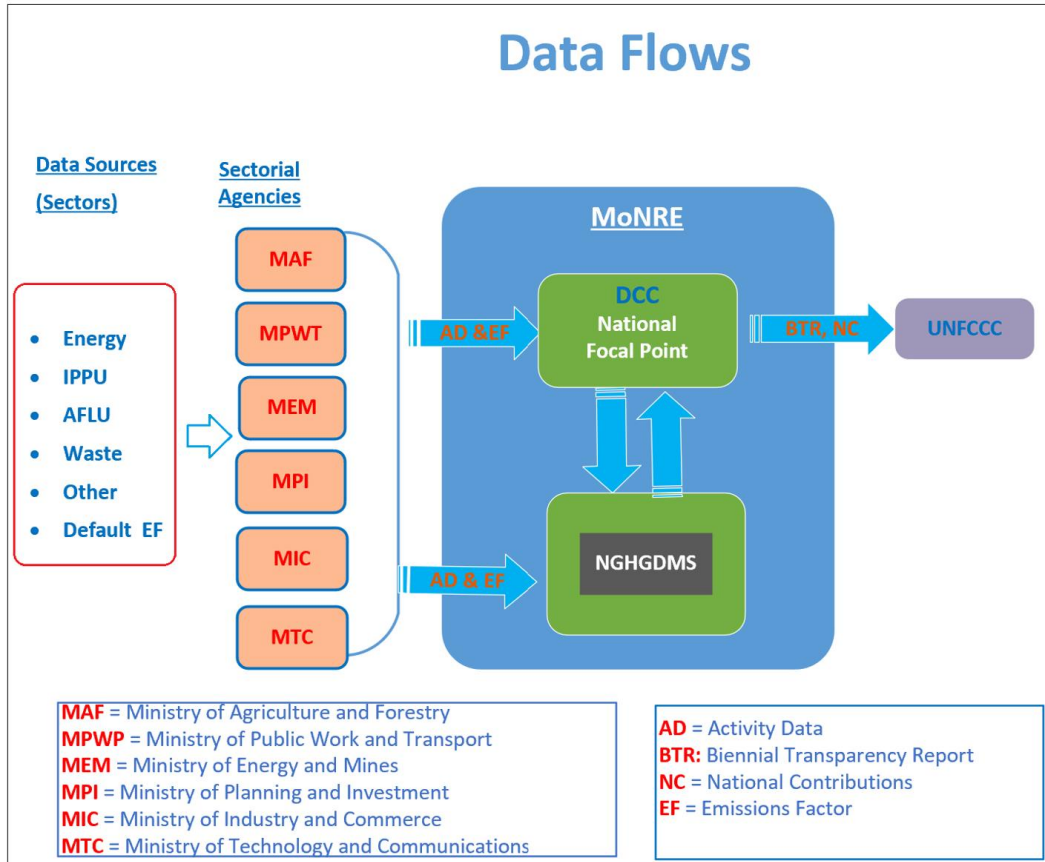 Data Flows
Data Sources
(Sectors)
Sectorial
Agencies
• Energy
• IPPU
• AFLU
• Waste
• Other
• Default EF
MAF
MPWT
MEM
MPI
MIC
MTC
AD &EF
AD & EF
MoNRE
DCC
National
Focal Point
NGHGDMS
BTR, NC
UNFCCC
MAF = Ministry of Agriculture and Forestry
MPWP = Ministry of Public Work and Transport
MEM = Ministry of Energy and Mines
MPI = Ministry of Planning and Investment
MIC = Ministry of Industry and Commerce
MTC = Ministry of Technology and Communications
AD = Activity Data
BTR: Biennial Transparency Report
NC = National Contributions
EF = Emissions Factor